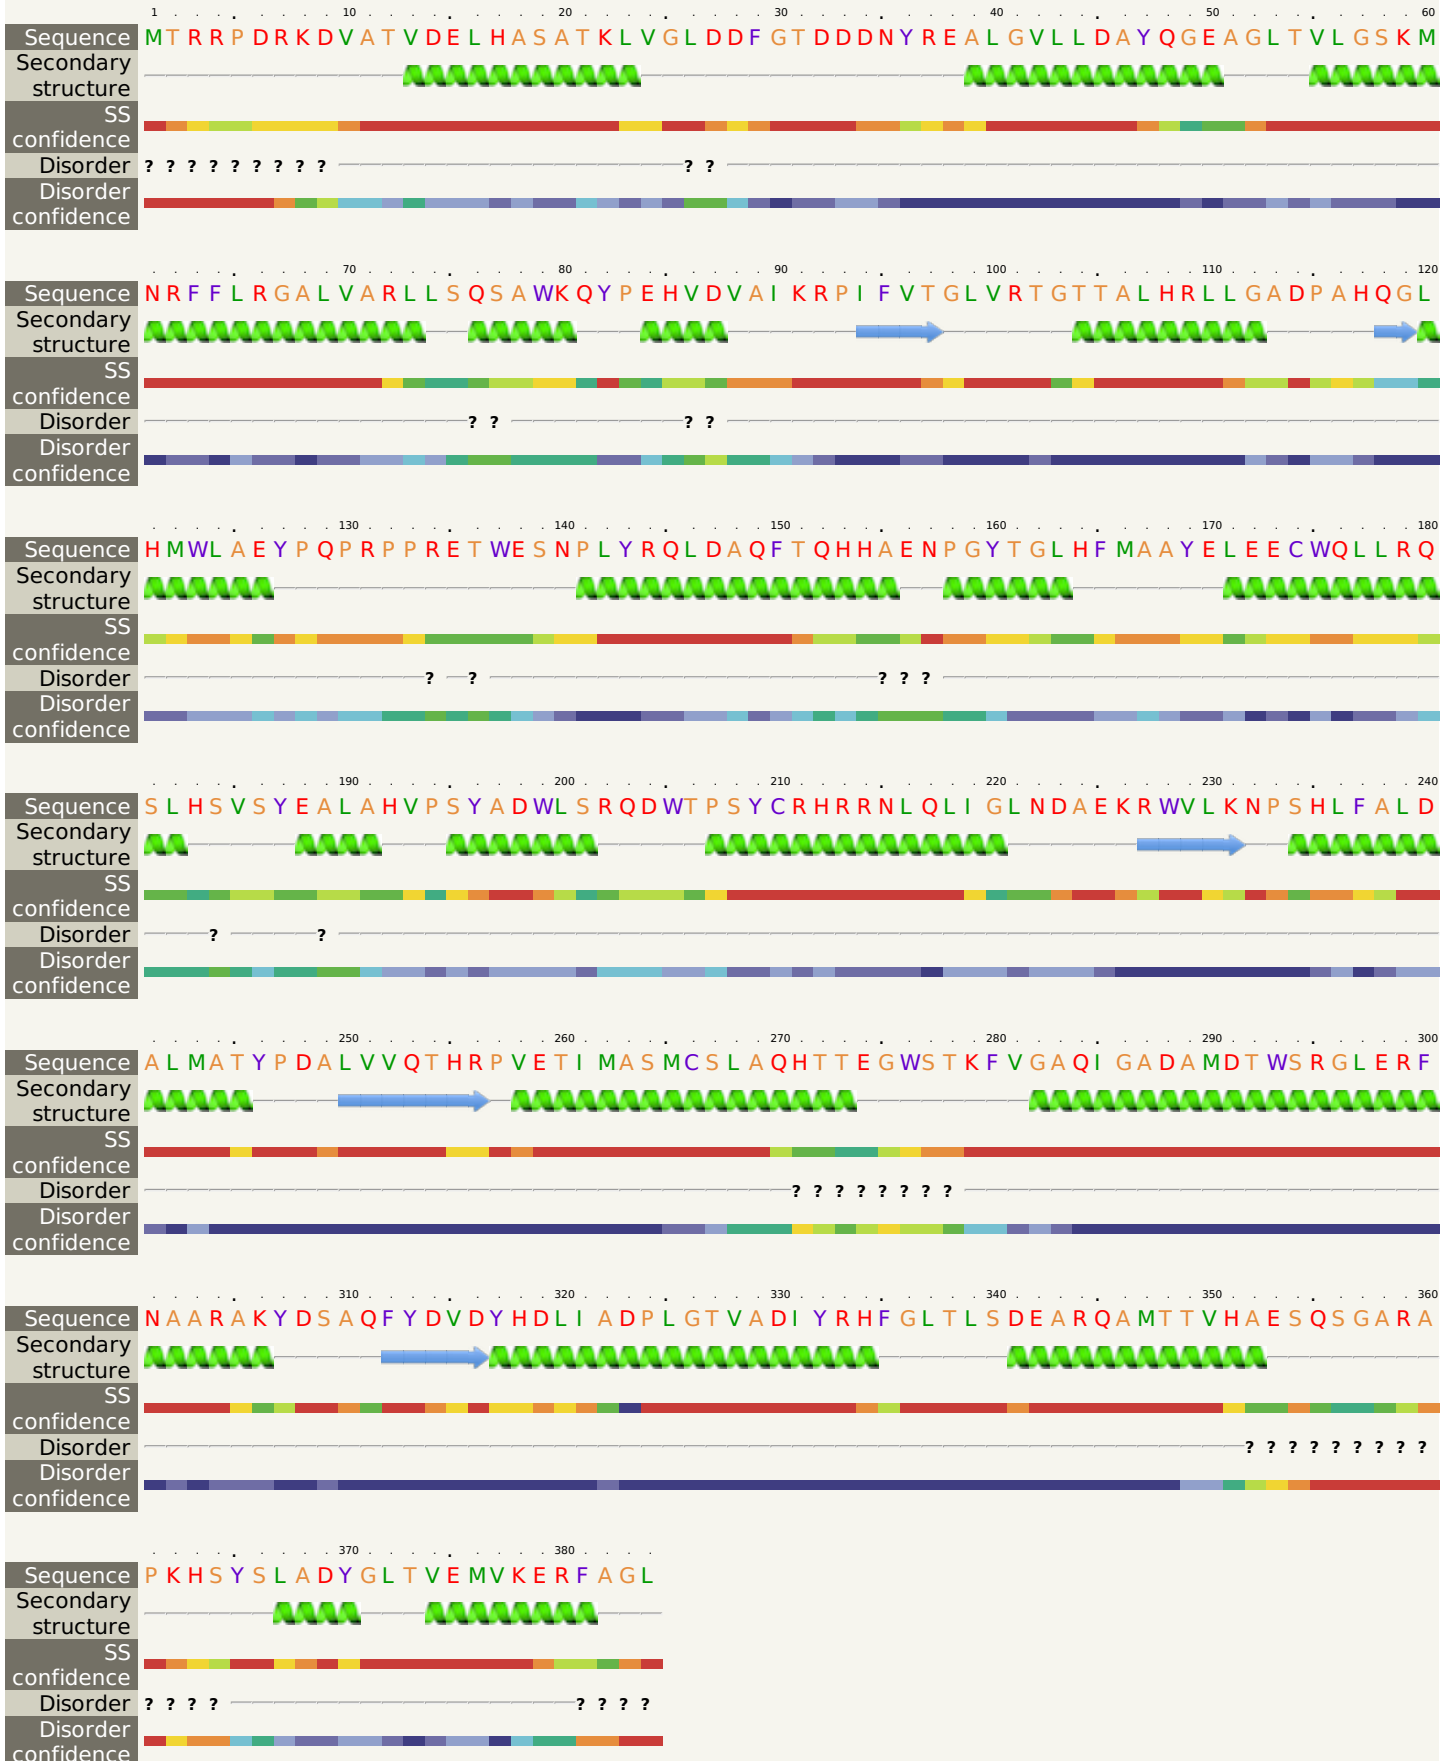 1 . . . . . . . 10 . . . . . . . . . 20 . . . . . . . . . 30 . . . . . . . . . 40 . . . . . . . . . 50 . . . . . . . . . 60
Sequence M T R R P D R K D V A T V D E L H A S A T K L V G L D D F G T D D D N Y R E A L G V L L D A Y Q G E A G L T V L G S K M
Secondary
structure
SS
confidence
Disorder ? ? ? ? ? ? ? ? ? ? ?
Disorder
confidence
. . . . . . . . . 70 . . . . . . . . . 80 . . . . . . . . . 90 . . . . . . . . . 100 . . . . . . . . . 110 . . . . . . . . . 120
Sequence N R F F L R G A L V A R L L S Q S A W K Q Y P E H V D V A I K R P I F V T G L V R T G T T A L H R L L G A D P A H Q G L
Secondary
structure
SS
confidence
Disorder ? ? ? ?
Disorder
confidence
. . . . . . . . . 130 . . . . . . . . . 140 . . . . . . . . . 150 . . . . . . . . . 160 . . . . . . . . . 170 . . . . . . . . . 180
Sequence H M W L A E Y P Q P R P P R E T W E S N P L Y R Q L D A Q F T Q H H A E N P G Y T G L H F M A A Y E L E E C W Q L L R Q
Secondary
structure
SS
confidence
Disorder ? ? ? ? ?
Disorder
confidence
. . . . . . . . . 190 . . . . . . . . . 200 . . . . . . . . . 210 . . . . . . . . . 220 . . . . . . . . . 230 . . . . . . . . . 240
Sequence S L H S V S Y E A L A H V P S Y A D W L S R Q D W T P S Y C R H R R N L Q L I G L N D A E K R W V L K N P S H L F A L D
Secondary
structure
SS
confidence
Disorder ? ?
Disorder
confidence
. . . . . . . . . 250 . . . . . . . . . 260 . . . . . . . . . 270 . . . . . . . . . 280 . . . . . . . . . 290 . . . . . . . . . 300
Sequence A L M A T Y P D A L V V Q T H R P V E T I M A S M C S L A Q H T T E G W S T K F V G A Q I G A D A M D T W S R G L E R F
Secondary
structure
SS
confidence
Disorder ? ? ? ? ? ? ? ?
Disorder
confidence
. . . . . . . . . 310 . . . . . . . . . 320 . . . . . . . . . 330 . . . . . . . . . 340 . . . . . . . . . 350 . . . . . . . . . 360
Sequence N A A R A K Y D S A Q F Y D V D Y H D L I A D P L G T V A D I Y R H F G L T L S D E A R Q A M T T V H A E S Q S G A R A
Secondary
structure
SS
confidence
Disorder ? ? ? ? ? ? ? ? ?
Disorder
confidence
. . . . . . . . . 370 . . . . . . . . . 380 . . . .
Sequence P K H S Y S L A D Y G L T V E M V K E R F A G L
Secondary
structure
SS
confidence
Disorder ? ? ? ? ? ? ? ?
Disorder
confidence